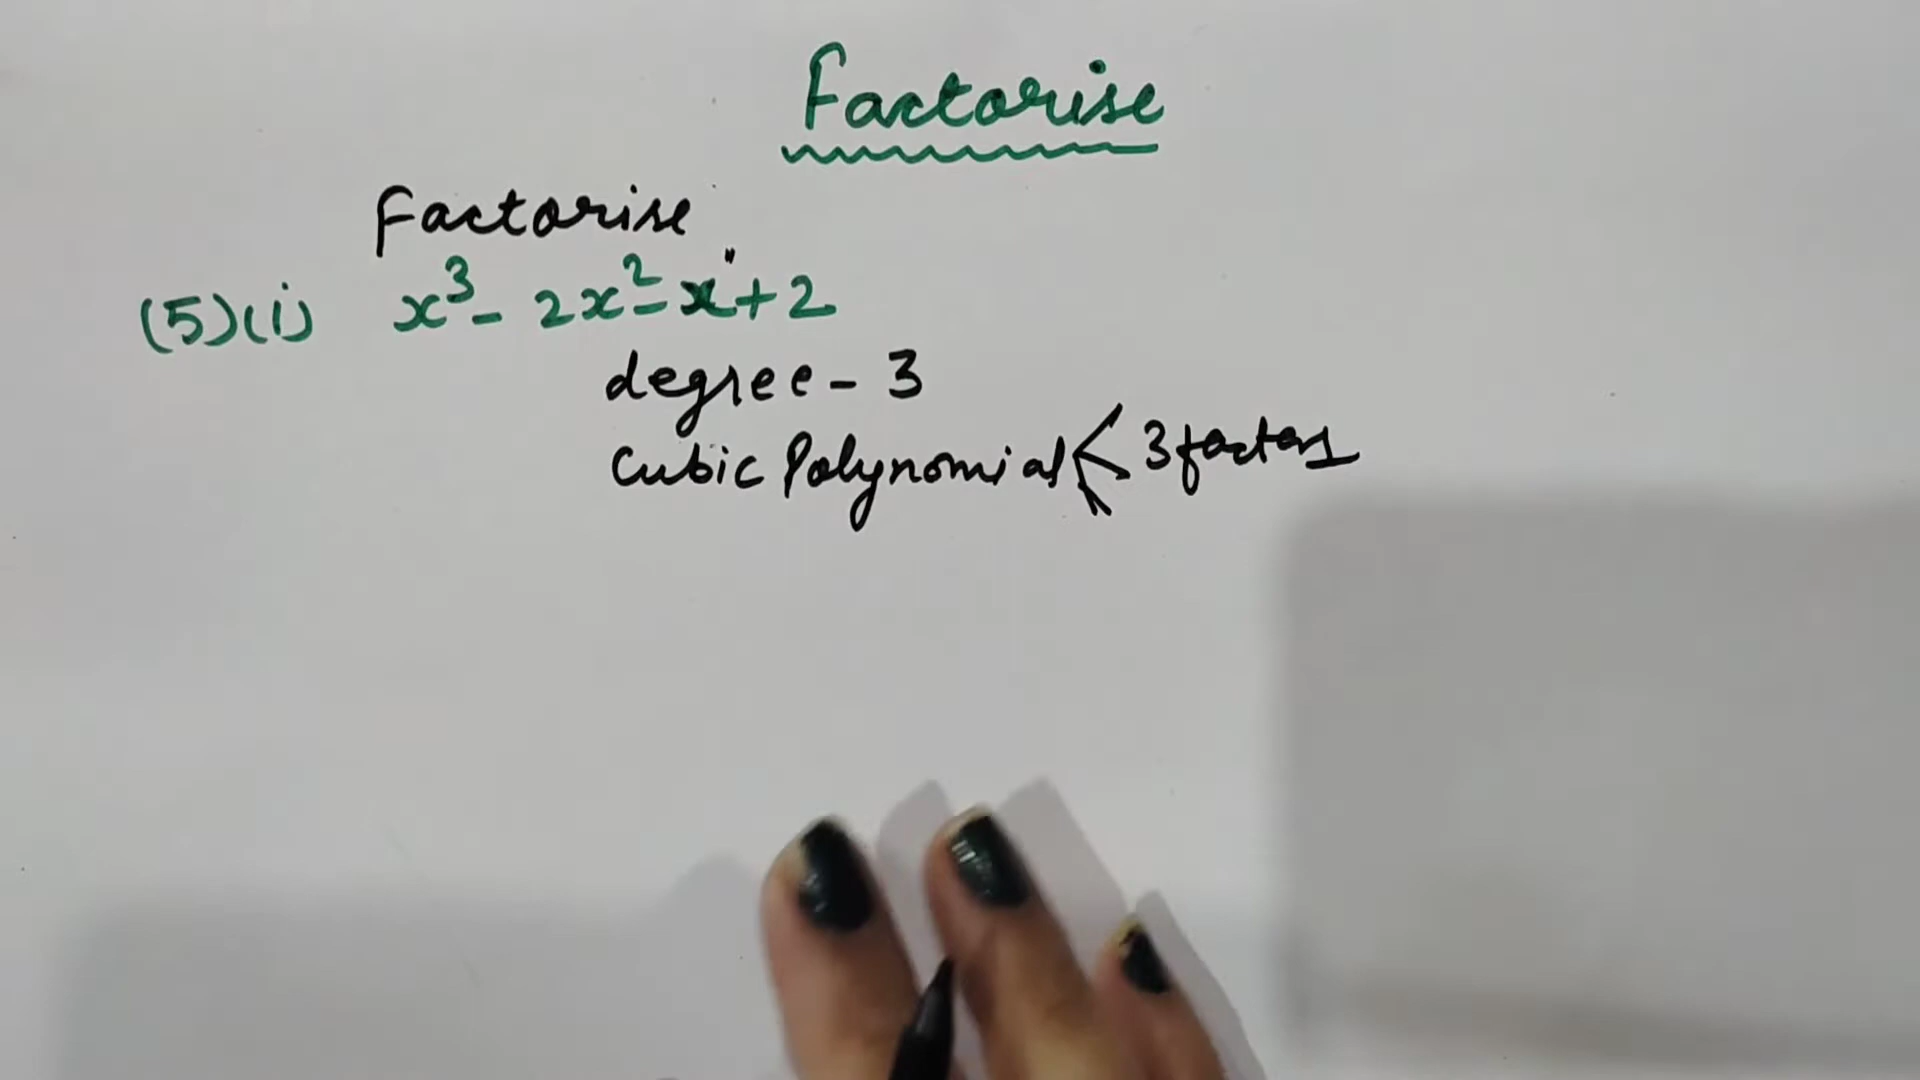 Factorise
Factorise
(5)(i) x³ - 2x² - x + 2
degree - 3
Cubic Polynomial < 3 factors